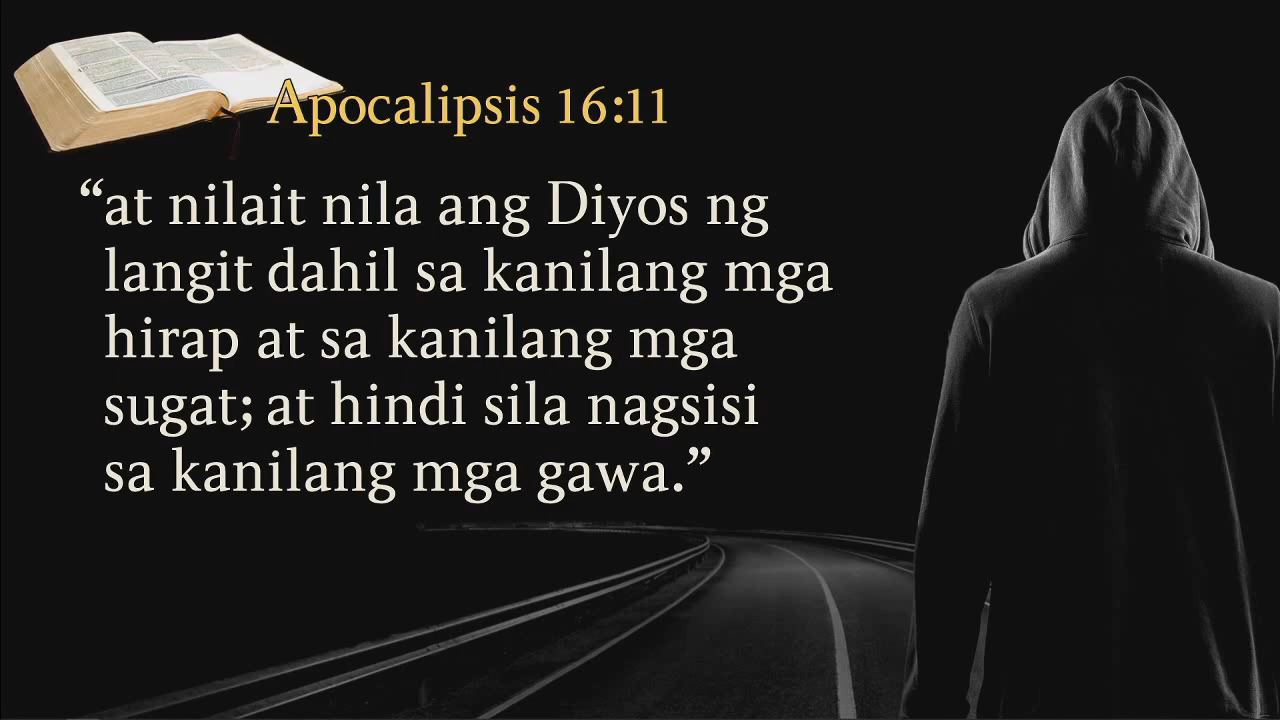 Apocalipsis 16:11
“at nilait nila ang Diyos ng
langit dahil sa kanilang mga
hirap at sa kanilang mga
sugat; at hindi sila nagsisi
sa kanilang mga gawa.”